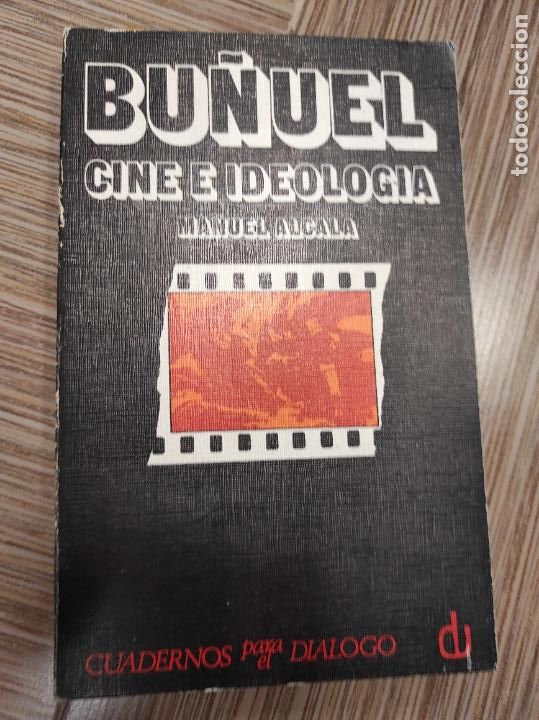 BUÑUEL
CINE E IDEOLOGIA
MANUEL ALCALA
CUADERNOS para el DIALOGO
todocoleccion